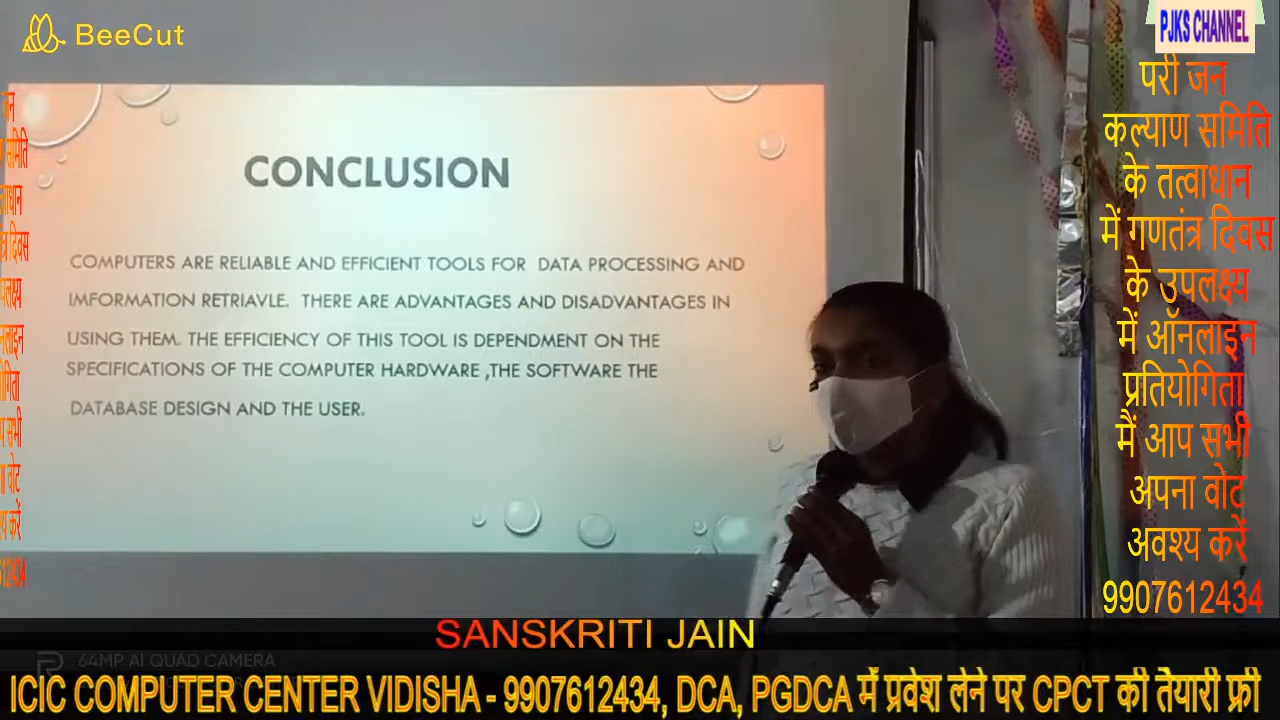 BeeCut
PJKS CHANNEL
परी जन
कल्याण समिति
के तत्वाधान
में गणतंत्र दिवस
के उपलक्ष्य
में ऑनलाइन
प्रतियोगिता
मैं आप सभी
अपना वोट
अवश्य करें
9907612434
CONCLUSION
COMPUTERS ARE RELIABLE AND EFFICIENT TOOLS FOR DATA PROCESSING AND
IMFORMATION RETRIAVLE. THERE ARE ADVANTAGES AND DISADVANTAGES IN
USING THEM. THE EFFICIENCY OF THIS TOOL IS DEPENDMENT ON THE
SPECIFICATIONS OF THE COMPUTER HARDWARE ,THE SOFTWARE THE
DATABASE DESIGN AND THE USER.
SANSKRITI JAIN
64MP AI QUAD CAMERA
ICIC COMPUTER CENTER VIDISHA - 9907612434, DCA, PGDCA में प्रवेश लेने पर CPCT की तैयारी फ्री